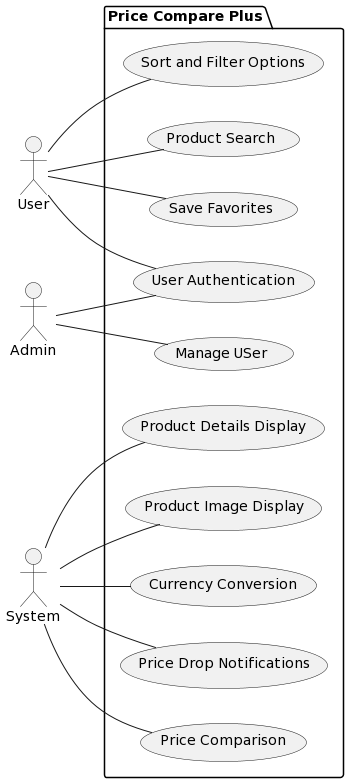 Price Compare Plus
Sort and Filter Options
Product Search
User
Save Favorites
User Authentication
Admin
Manage USer
Product Details Display
Product Image Display
Currency Conversion
System
Price Drop Notifications
Price Comparison